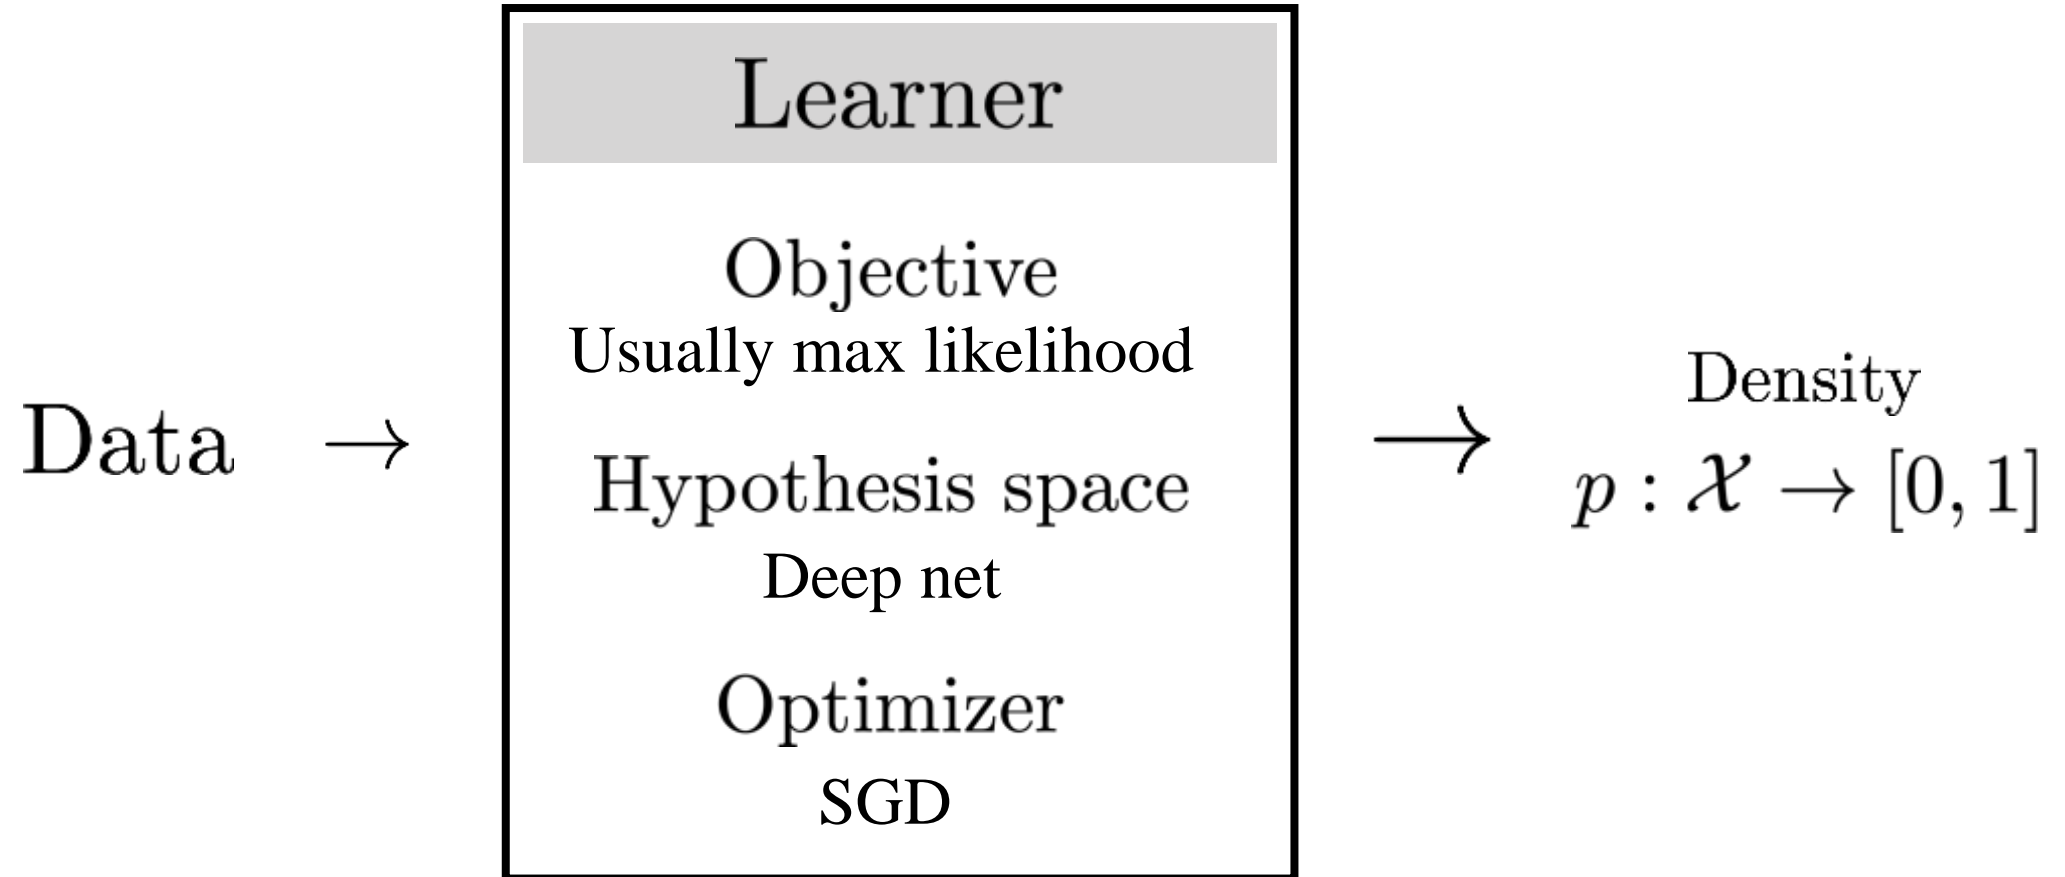 Data →
Learner
Objective
Usually max likelihood
Hypothesis space
Deep net
Optimizer
SGD
→
Density
p : 𝒳 → [0, 1]